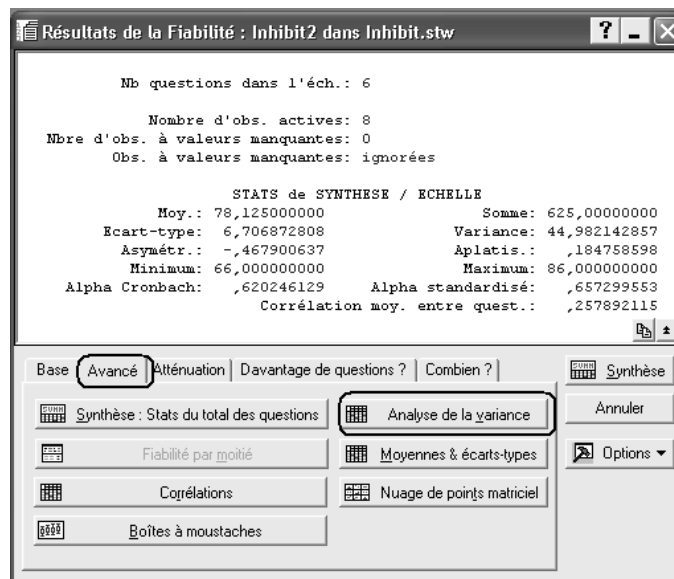 Résultats de la Fiabilité : Inhibit2 dans Inhibit.stw
Nb questions dans l'éch.: 6
Nombre d'obs. actives: 8
Nbre d'obs. à valeurs manquantes: 0
Obs. à valeurs manquantes: ignorées
STATS de SYNTHESE / ECHELLE
Moy.: 78,125000000 Somme: 625,00000000
Ecart-type: 6,706872808 Variance: 44,982142857
Asymétr.: -,467900637 Aplatis.: ,184758598
Minimum: 66,000000000 Maximum: 86,000000000
Alpha Cronbach: ,620246129 Alpha standardisé: ,657299553
Corrélation moy. entre quest.: ,257892115
Base Avancé Atténuation Davantage de questions ? Combien ? Synthèse
Synthèse : Stats du total des questions Analyse de la variance Annuler
Fiabilité par moitié Moyennes & écarts-types Options
Corrélations Nuage de points matriciel
Boîtes à moustaches